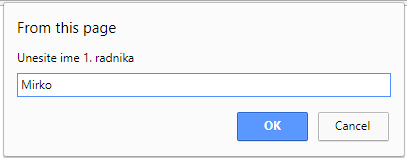 From this page
Unesite ime 1. radnika
Mirko
OK
Cancel